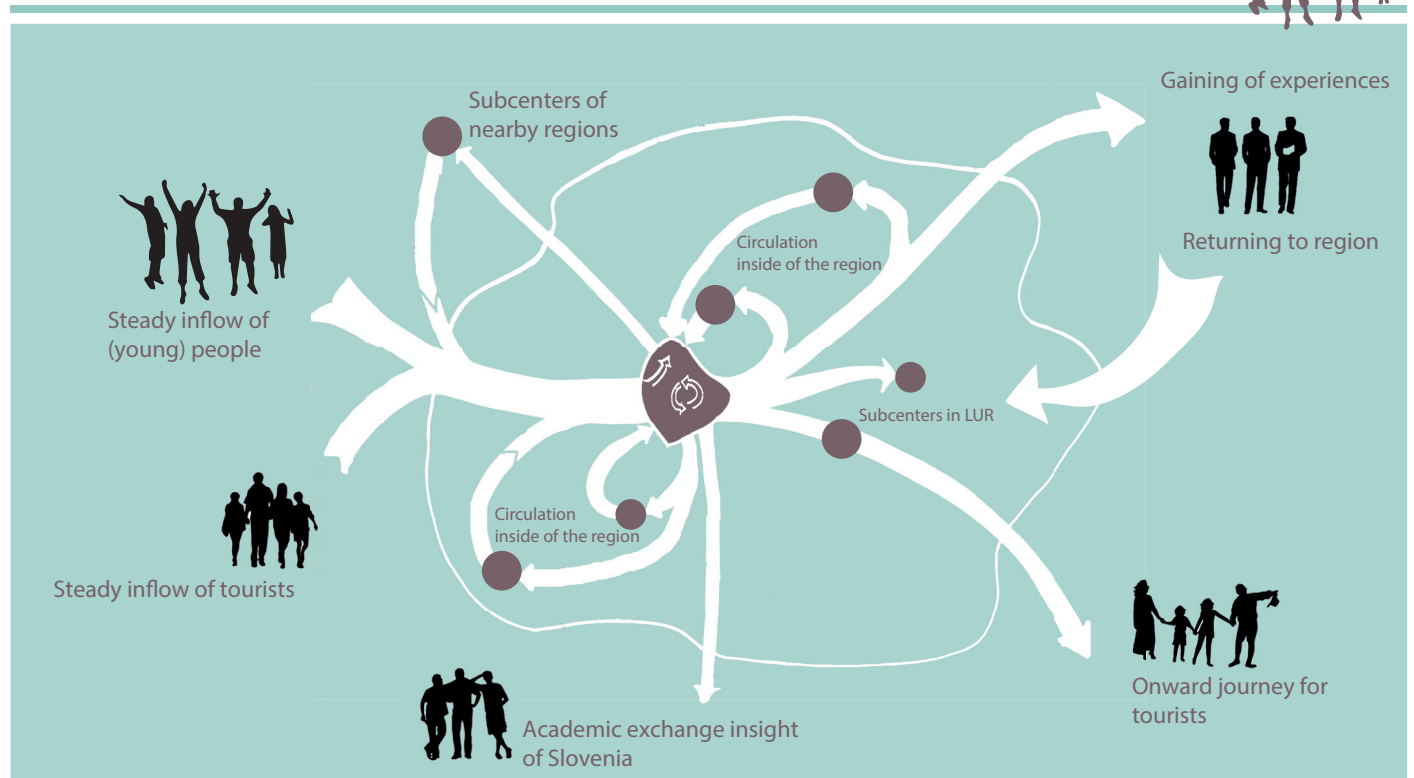 Gaining of experiences
Subcenters of
nearby regions
Circulation
inside of the region
Returning to region
Steady inflow of
(young) people
Subcenters in LUR
Circulation
inside of the region
Steady inflow of tourists
Onward journey for
tourists
Academic exchange insight
of Slovenia